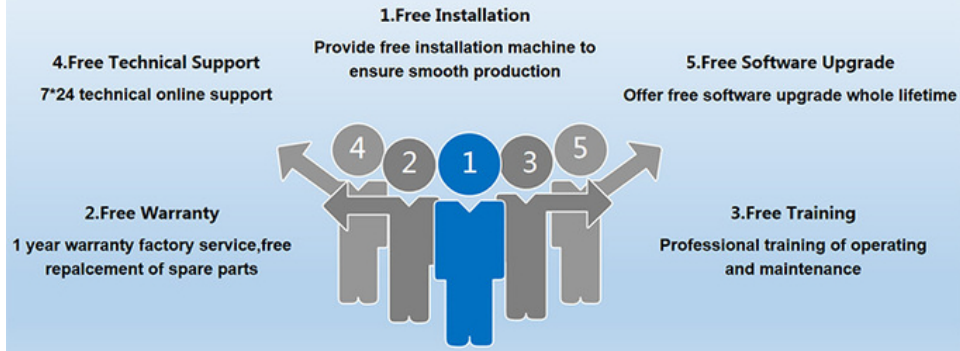 1.Free Installation
Provide free installation machine to
ensure smooth production
4.Free Technical Support
7*24 technical online support
5.Free Software Upgrade
Offer free software upgrade whole lifetime
4
2
1
3
5
2.Free Warranty
1 year warranty factory service,free
repalcement of spare parts
3.Free Training
Professional training of operating
and maintenance